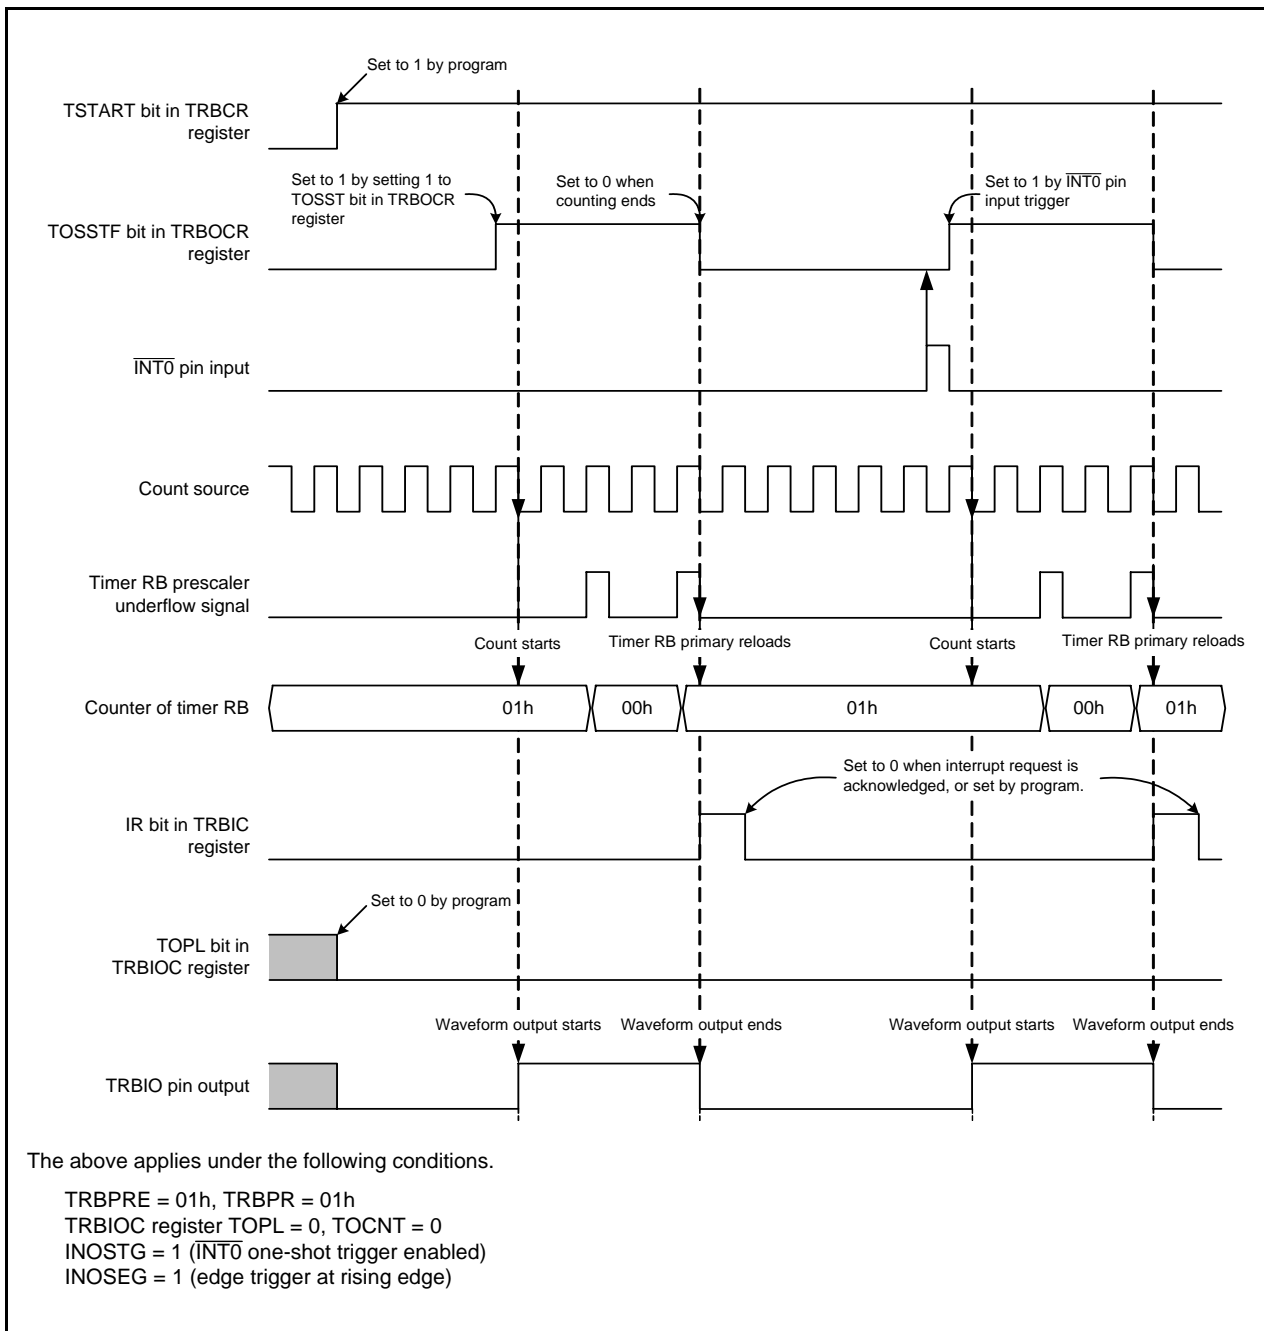 Set to 1 by program
TSTART bit in TRBCR
register
Set to 1 by setting 1 to
TOSST bit in TRBOCR
register
Set to 0 when
counting ends
Set to 1 by INT0 pin
input trigger
TOSSTF bit in TRBOCR
register
INT0 pin input
Count source
Timer RB prescaler
underflow signal
Count starts
Timer RB primary reloads
Count starts
Timer RB primary reloads
Counter of timer RB
01h
00h
01h
00h
01h
Set to 0 when interrupt request is
acknowledged, or set by program.
IR bit in TRBIC
register
Set to 0 by program
TOPL bit in
TRBIOC register
Waveform output starts
Waveform output ends
Waveform output starts
Waveform output ends
TRBIO pin output
The above applies under the following conditions.
TRBPRE = 01h, TRBPR = 01h
TRBIOC register TOPL = 0, TOCNT = 0
INOSTG = 1 (INT0 one-shot trigger enabled)
INOSEG = 1 (edge trigger at rising edge)